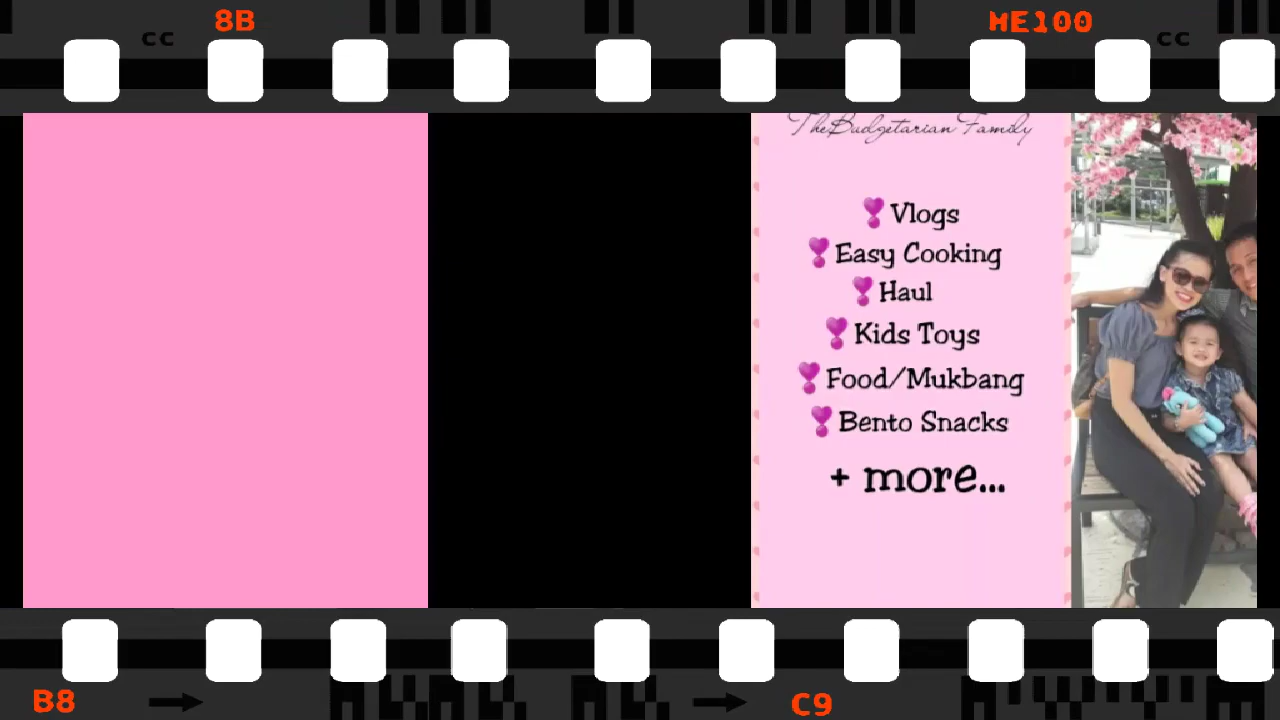 8B
HE100
cc
cc
TheBudgetarian Family
Vlogs
Easy Cooking
Haul
Kids Toys
Food/Mukbang
Bento Snacks
+ more...
B8
C9